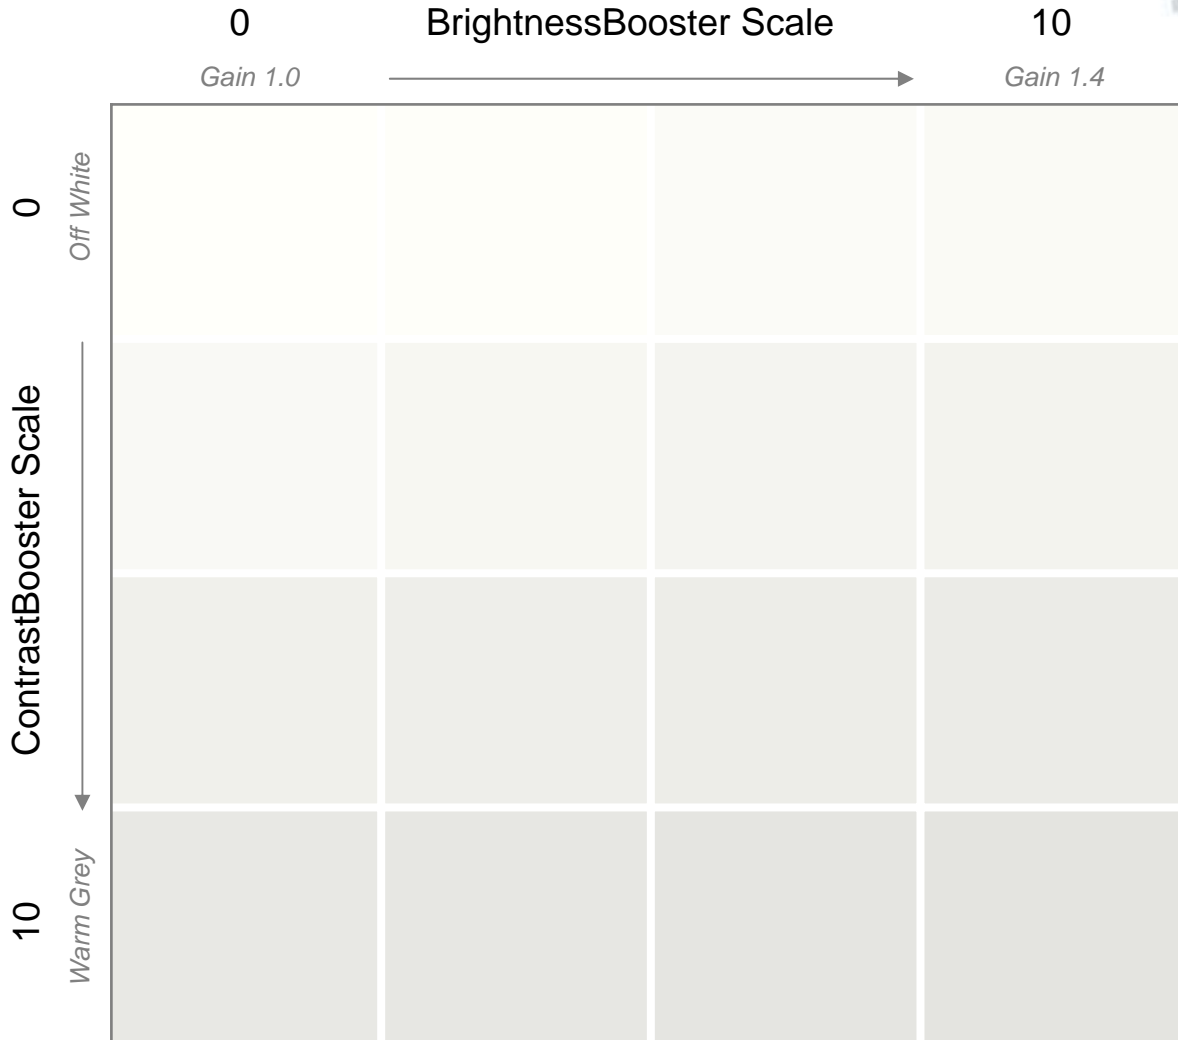 0 BrightnessBooster Scale 10
Gain 1.0 Gain 1.4
0
Off White
ContrastBooster Scale
10
Warm Grey